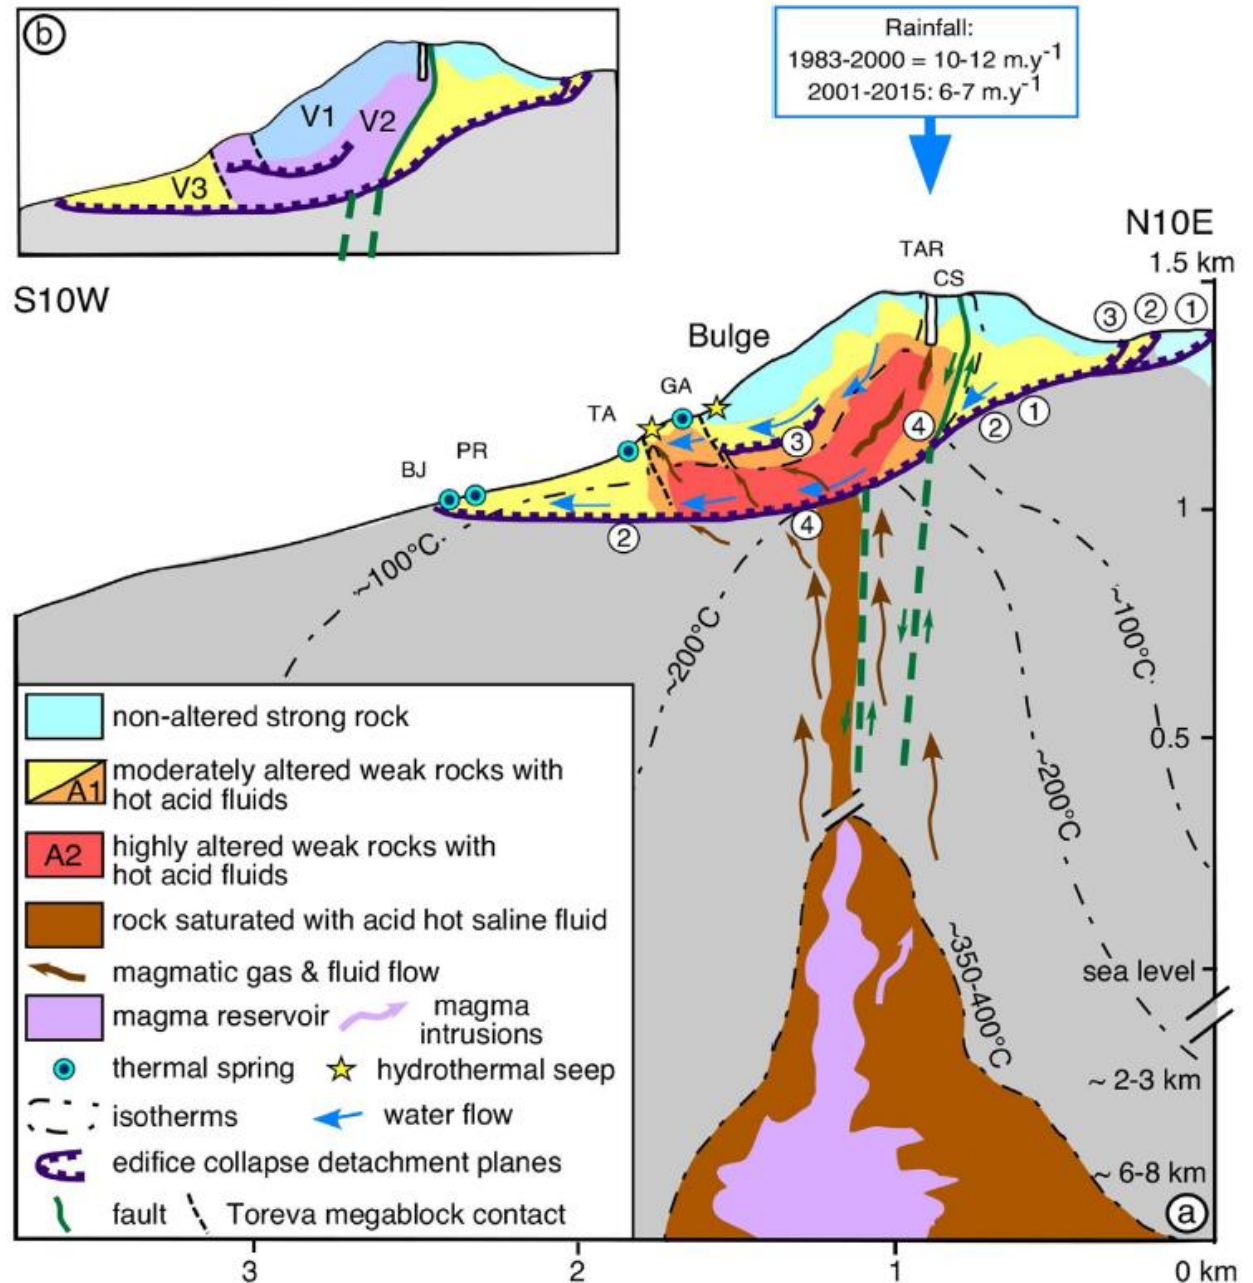 b
V1
V2
V3
Rainfall:
1983-2000 = 10-12 m.y-1
2001-2015: 6-7 m.y-1
N10E
S10W
TAR
CS
1.5 km
Bulge
3
2
1
GA
TA
PR
BJ
3
4
2
1
2
4
1
~100°C
~200°C
~100°C
0.5
~200°C
~350-400°C
sea level
~ 2-3 km
~ 6-8 km
a
non-altered strong rock
A1
moderately altered weak rocks with
hot acid fluids
A2
highly altered weak rocks with
hot acid fluids
rock saturated with acid hot saline fluid
magmatic gas & fluid flow
magma reservoir
magma
intrusions
thermal spring
hydrothermal seep
isotherms
water flow
edifice collapse detachment planes
fault
Toreva megablock contact
3
2
1
0 km